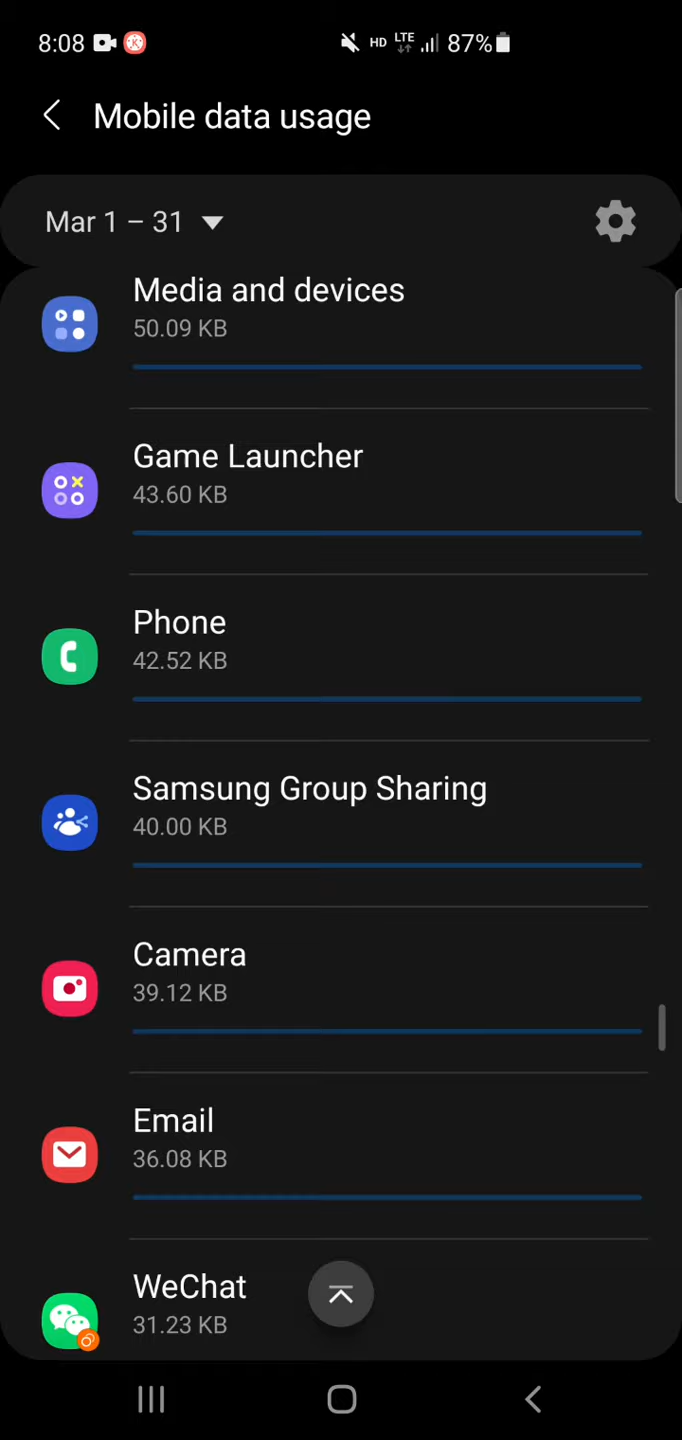 8:08 HD LTE 87%
Mobile data usage
Mar 1 – 31
Media and devices
50.09 KB
Game Launcher
43.60 KB
Phone
42.52 KB
Samsung Group Sharing
40.00 KB
Camera
39.12 KB
Email
36.08 KB
WeChat
31.23 KB